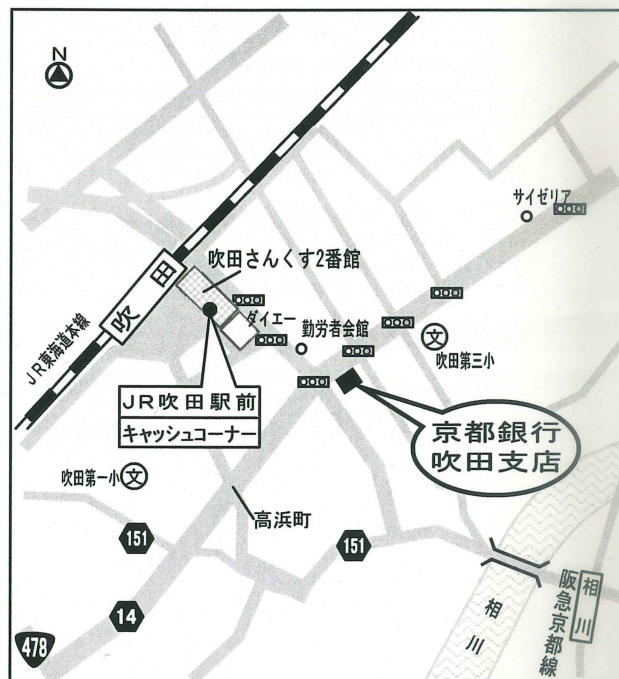 N
サイゼリア
吹田さんくす2番館
吹田
JR東海道本線
ダイエー
勤労者会館
文
吹田第三小
JR吹田駅前
キャッシュコーナー
京都銀行
吹田支店
吹田第一小
文
高浜町
151
151
14
478
相川
相川
阪急京都線